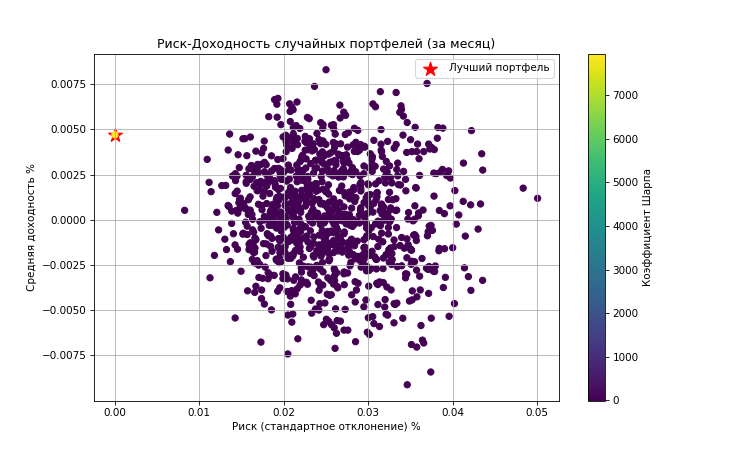 Риск-Доходность случайных портфелей (за месяц)
Лучший портфель
Средняя доходность %
0.0075
0.0050
0.0025
0.0000
−0.0025
−0.0050
−0.0075
0.00 0.01 0.02 0.03 0.04 0.05
Риск (стандартное отклонение) %
7000
6000
5000
4000
3000
2000
1000
0
Коэффициент Шарпа